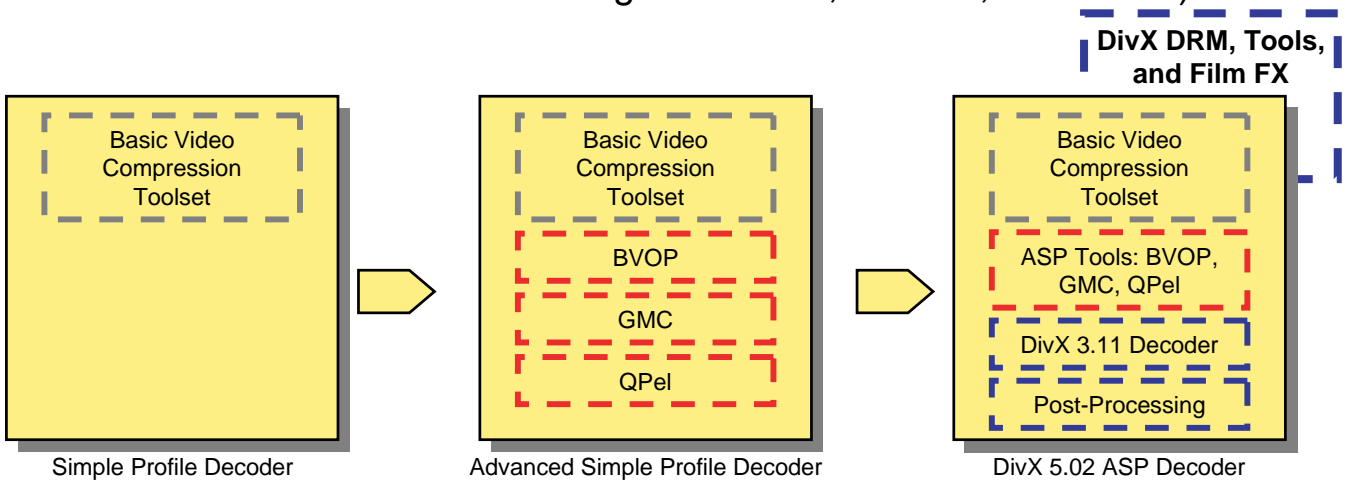 DivX DRM, Tools,
and Film FX
Basic Video
Compression
Toolset
Basic Video
Compression
Toolset
BVOP
GMC
QPel
Basic Video
Compression
Toolset
ASP Tools: BVOP,
GMC, QPel
DivX 3.11 Decoder
Post-Processing
Simple Profile Decoder
Advanced Simple Profile Decoder
DivX 5.02 ASP Decoder